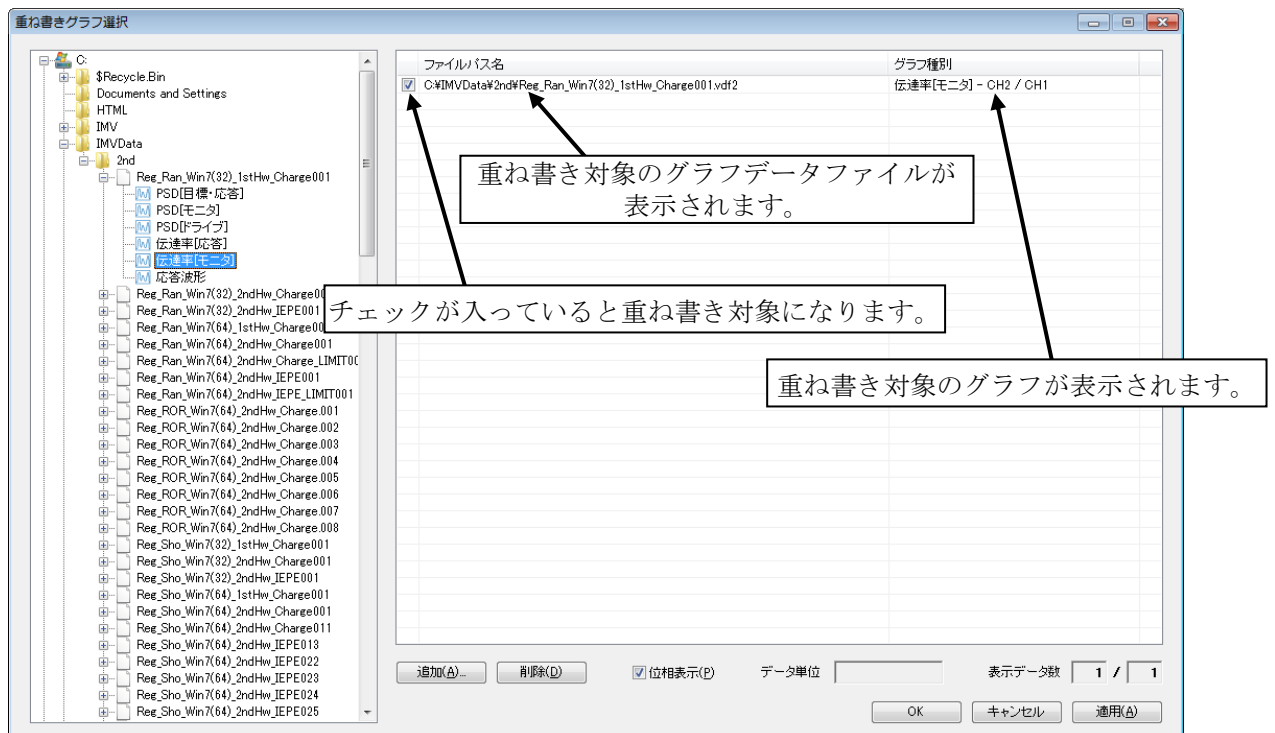 重ね書きグラフ選択
C:
$Recycle.Bin
Documents and Settings
HTML
IMV
IMVData
2nd
Reg_Ran_Win7(32)_1stHw_Charge001
PSD[目標・応答]
PSD[モニタ]
PSD[ドライブ]
伝達率[応答]
伝達率[モニタ]
応答波形
Reg_Ran_Win7(32)_2ndHw_Charge00
Reg_Ran_Win7(32)_2ndHw_IEPE001
Reg_Ran_Win7(64)_1stHw_Charge00
Reg_Ran_Win7(64)_2ndHw_Charge001
Reg_Ran_Win7(64)_2ndHw_Charge_LIMIT00
Reg_Ran_Win7(64)_2ndHw_IEPE001
Reg_Ran_Win7(64)_2ndHw_IEPE_LIMIT001
Reg_ROR_Win7(64)_2ndHw_Charge.001
Reg_ROR_Win7(64)_2ndHw_Charge.002
Reg_ROR_Win7(64)_2ndHw_Charge.003
Reg_ROR_Win7(64)_2ndHw_Charge.004
Reg_ROR_Win7(64)_2ndHw_Charge.005
Reg_ROR_Win7(64)_2ndHw_Charge.006
Reg_ROR_Win7(64)_2ndHw_Charge.007
Reg_ROR_Win7(64)_2ndHw_Charge.008
Reg_Sho_Win7(32)_1stHw_Charge001
Reg_Sho_Win7(32)_2ndHw_Charge001
Reg_Sho_Win7(32)_2ndHw_IEPE001
Reg_Sho_Win7(64)_1stHw_Charge001
Reg_Sho_Win7(64)_2ndHw_Charge001
Reg_Sho_Win7(64)_2ndHw_Charge011
Reg_Sho_Win7(64)_2ndHw_IEPE013
Reg_Sho_Win7(64)_2ndHw_IEPE022
Reg_Sho_Win7(64)_2ndHw_IEPE023
Reg_Sho_Win7(64)_2ndHw_IEPE024
Reg_Sho_Win7(64)_2ndHw_IEPE025
ファイルパス名 グラフ種別
C:¥IMVData¥2nd¥Reg_Ran_Win7(32)_1stHw_Charge001.vdf2 伝達率[モニタ] - CH2 / CH1
重ね書き対象のグラフデータファイルが
表示されます。
チェックが入っていると重ね書き対象になります。
重ね書き対象のグラフが表示されます。
追加(A)... 削除(D) 位相表示(P) データ単位 表示データ数 1 / 1
OK キャンセル 適用(A)